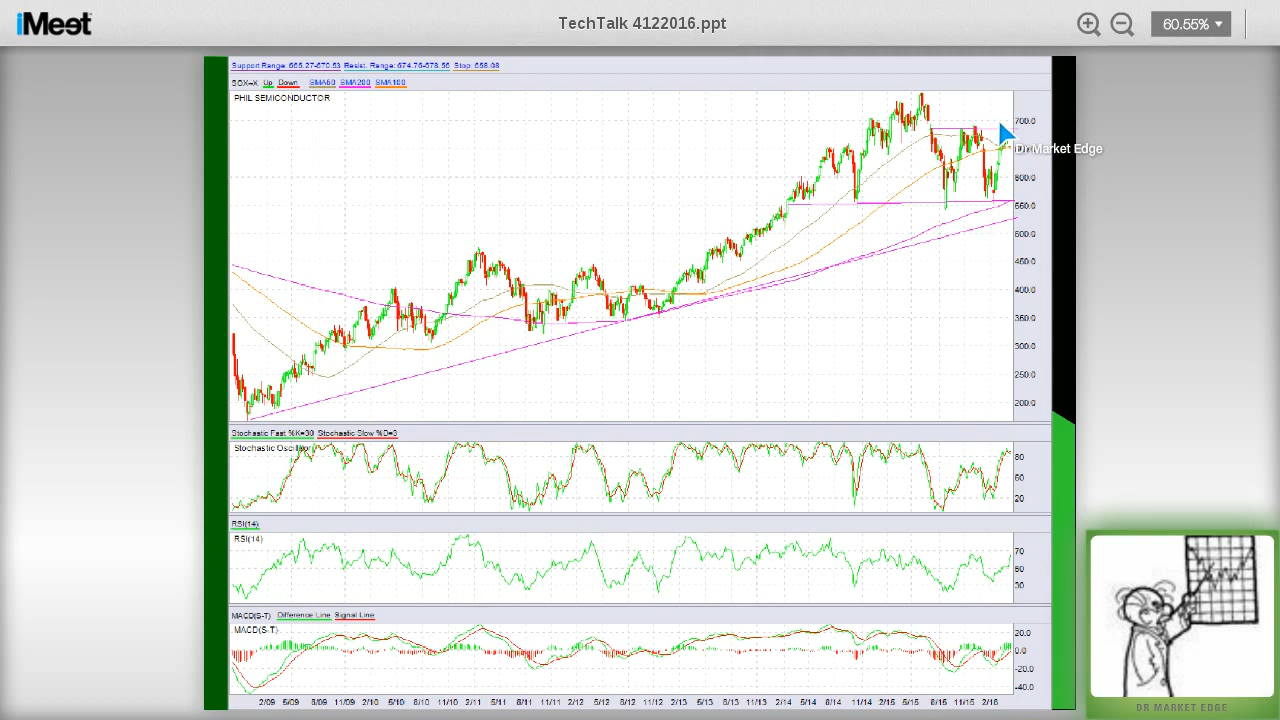 iMeet
TechTalk 4122016.ppt
60.55%
Support Range: 665.27-670.53 Resist. Range: 674.76-678.56 Stop: 658.08
SOX=X Up Down SMA50 SMA200 SMA100
PHIL SEMICONDUCTOR
700.0
Dr Market Edge
600.0
550.0
500.0
450.0
400.0
350.0
300.0
250.0
200.0
Stochastic Fast %K=30 Stochastic Slow %D=3
Stochastic Oscillator
80
50
20
RSI(14)
RSI(14)
70
50
30
MACD(S-T) Difference Line Signal Line
MACD(S-T)
20.0
0.0
-20.0
-40.0
2/09 5/09 8/09 11/09 2/10 5/10 8/10 11/10 2/11 5/11 8/11 11/11 2/12 5/12 8/12 11/12 2/13 5/13 8/13 11/13 2/14 5/14 8/14 11/14 2/15 5/15 8/15 11/15 2/16
DR MARKET EDGE